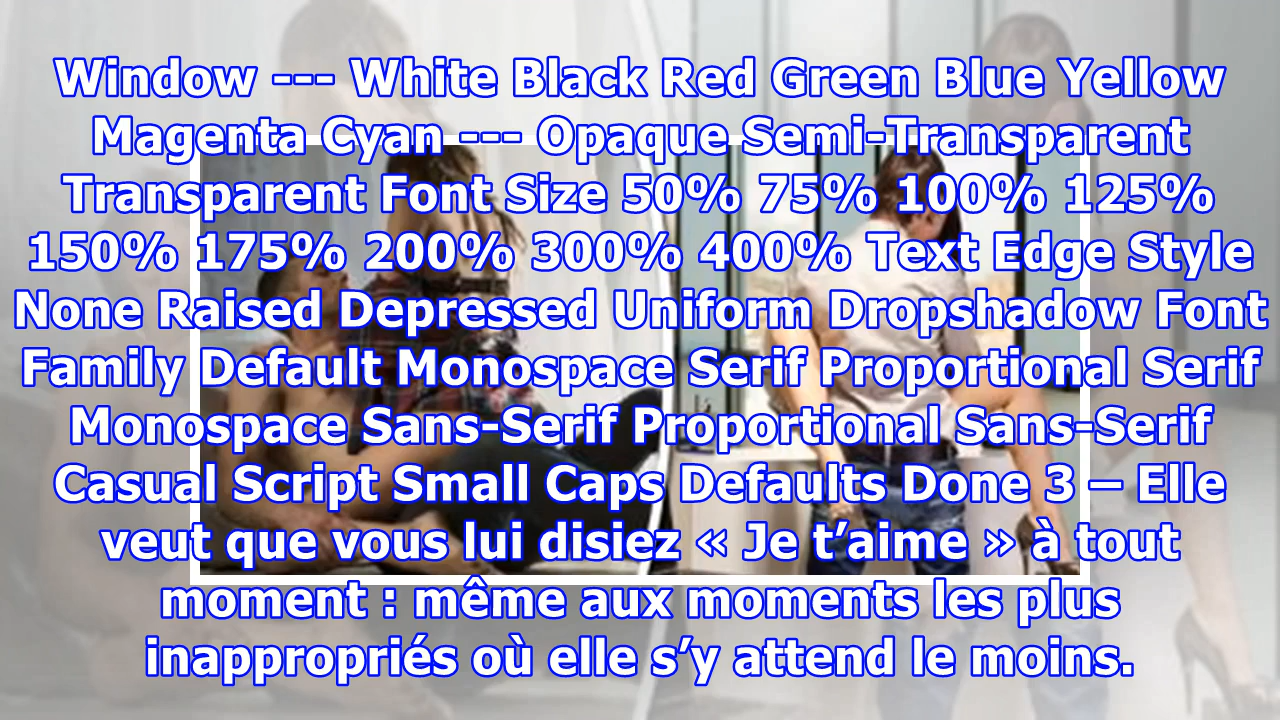 Window --- White Black Red Green Blue Yellow
Magenta Cyan --- Opaque Semi-Transparent
Transparent Font Size 50% 75% 100% 125%
150% 175% 200% 300% 400% Text Edge Style
None Raised Depressed Uniform Dropshadow Font
Family Default Monospace Serif Proportional Serif
Monospace Sans-Serif Proportional Sans-Serif
Casual Script Small Caps Defaults Done 3 – Elle
veut que vous lui disiez « Je t’aime » à tout
moment : même aux moments les plus
inappropriés où elle s’y attend le moins.